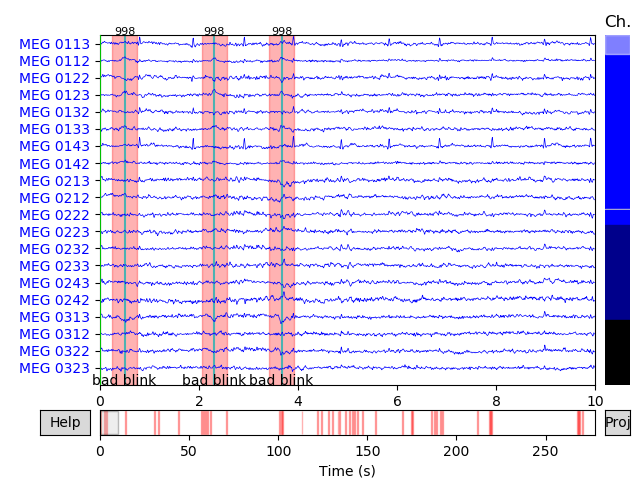 Ch.
998 998 998
MEG 0113
MEG 0112
MEG 0122
MEG 0123
MEG 0132
MEG 0133
MEG 0143
MEG 0142
MEG 0213
MEG 0212
MEG 0222
MEG 0223
MEG 0232
MEG 0233
MEG 0243
MEG 0242
MEG 0313
MEG 0312
MEG 0322
MEG 0323
bad blink bad blink bad blink
0 2 4 6 8 10
Help Proj
0 50 100 150 200 250
Time (s)